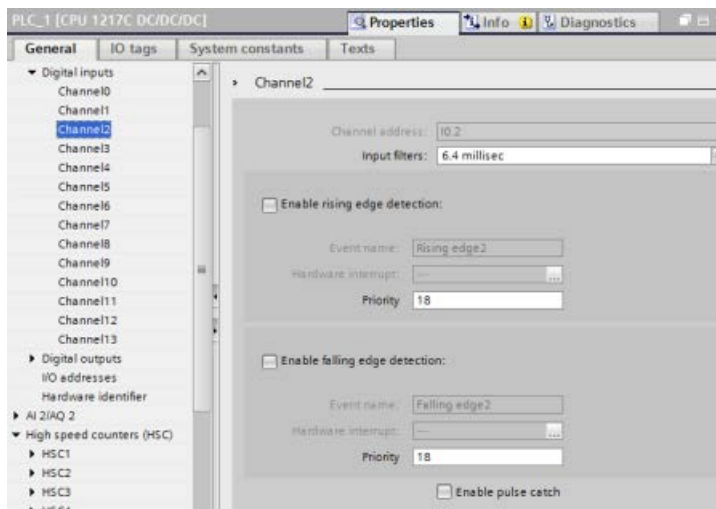 PLC_1 [CPU 1217C DC/DC/DC]
Properties
Info
Diagnostics
General
IO tags
System constants
Texts
Digital inputs
Channel0
Channel1
Channel2
Channel3
Channel4
Channel5
Channel6
Channel7
Channel8
Channel9
Channel10
Channel11
Channel12
Channel13
Digital outputs
I/O addresses
Hardware identifier
AI 2/AQ 2
High speed counters (HSC)
HSC1
HSC2
HSC3
Channel2
Channel address: I0.2
Input filters: 6.4 millisec
Enable rising edge detection:
Event name: Rising edge2
Hardware interrupt: ---
...
Priority 18
Enable falling edge detection:
Event name: Falling edge2
Hardware interrupt: ---
...
Priority 18
Enable pulse catch